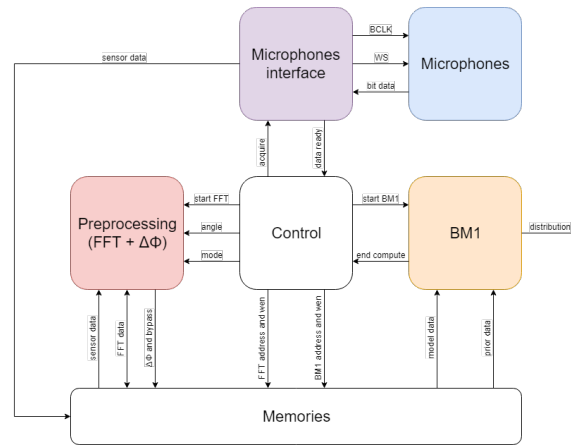 BCLK
sensor data
Microphones
interface
WS
Microphones
bit data
acquire
data ready
start FFT
start BM1
Preprocessing
(FFT + ΔΦ)
angle
Control
BM1
distribution
mode
end compute
sensor data
FFT data
ΔΦ and bypass
FFT address and wen
BM1 address and wen
model data
prior data
Memories